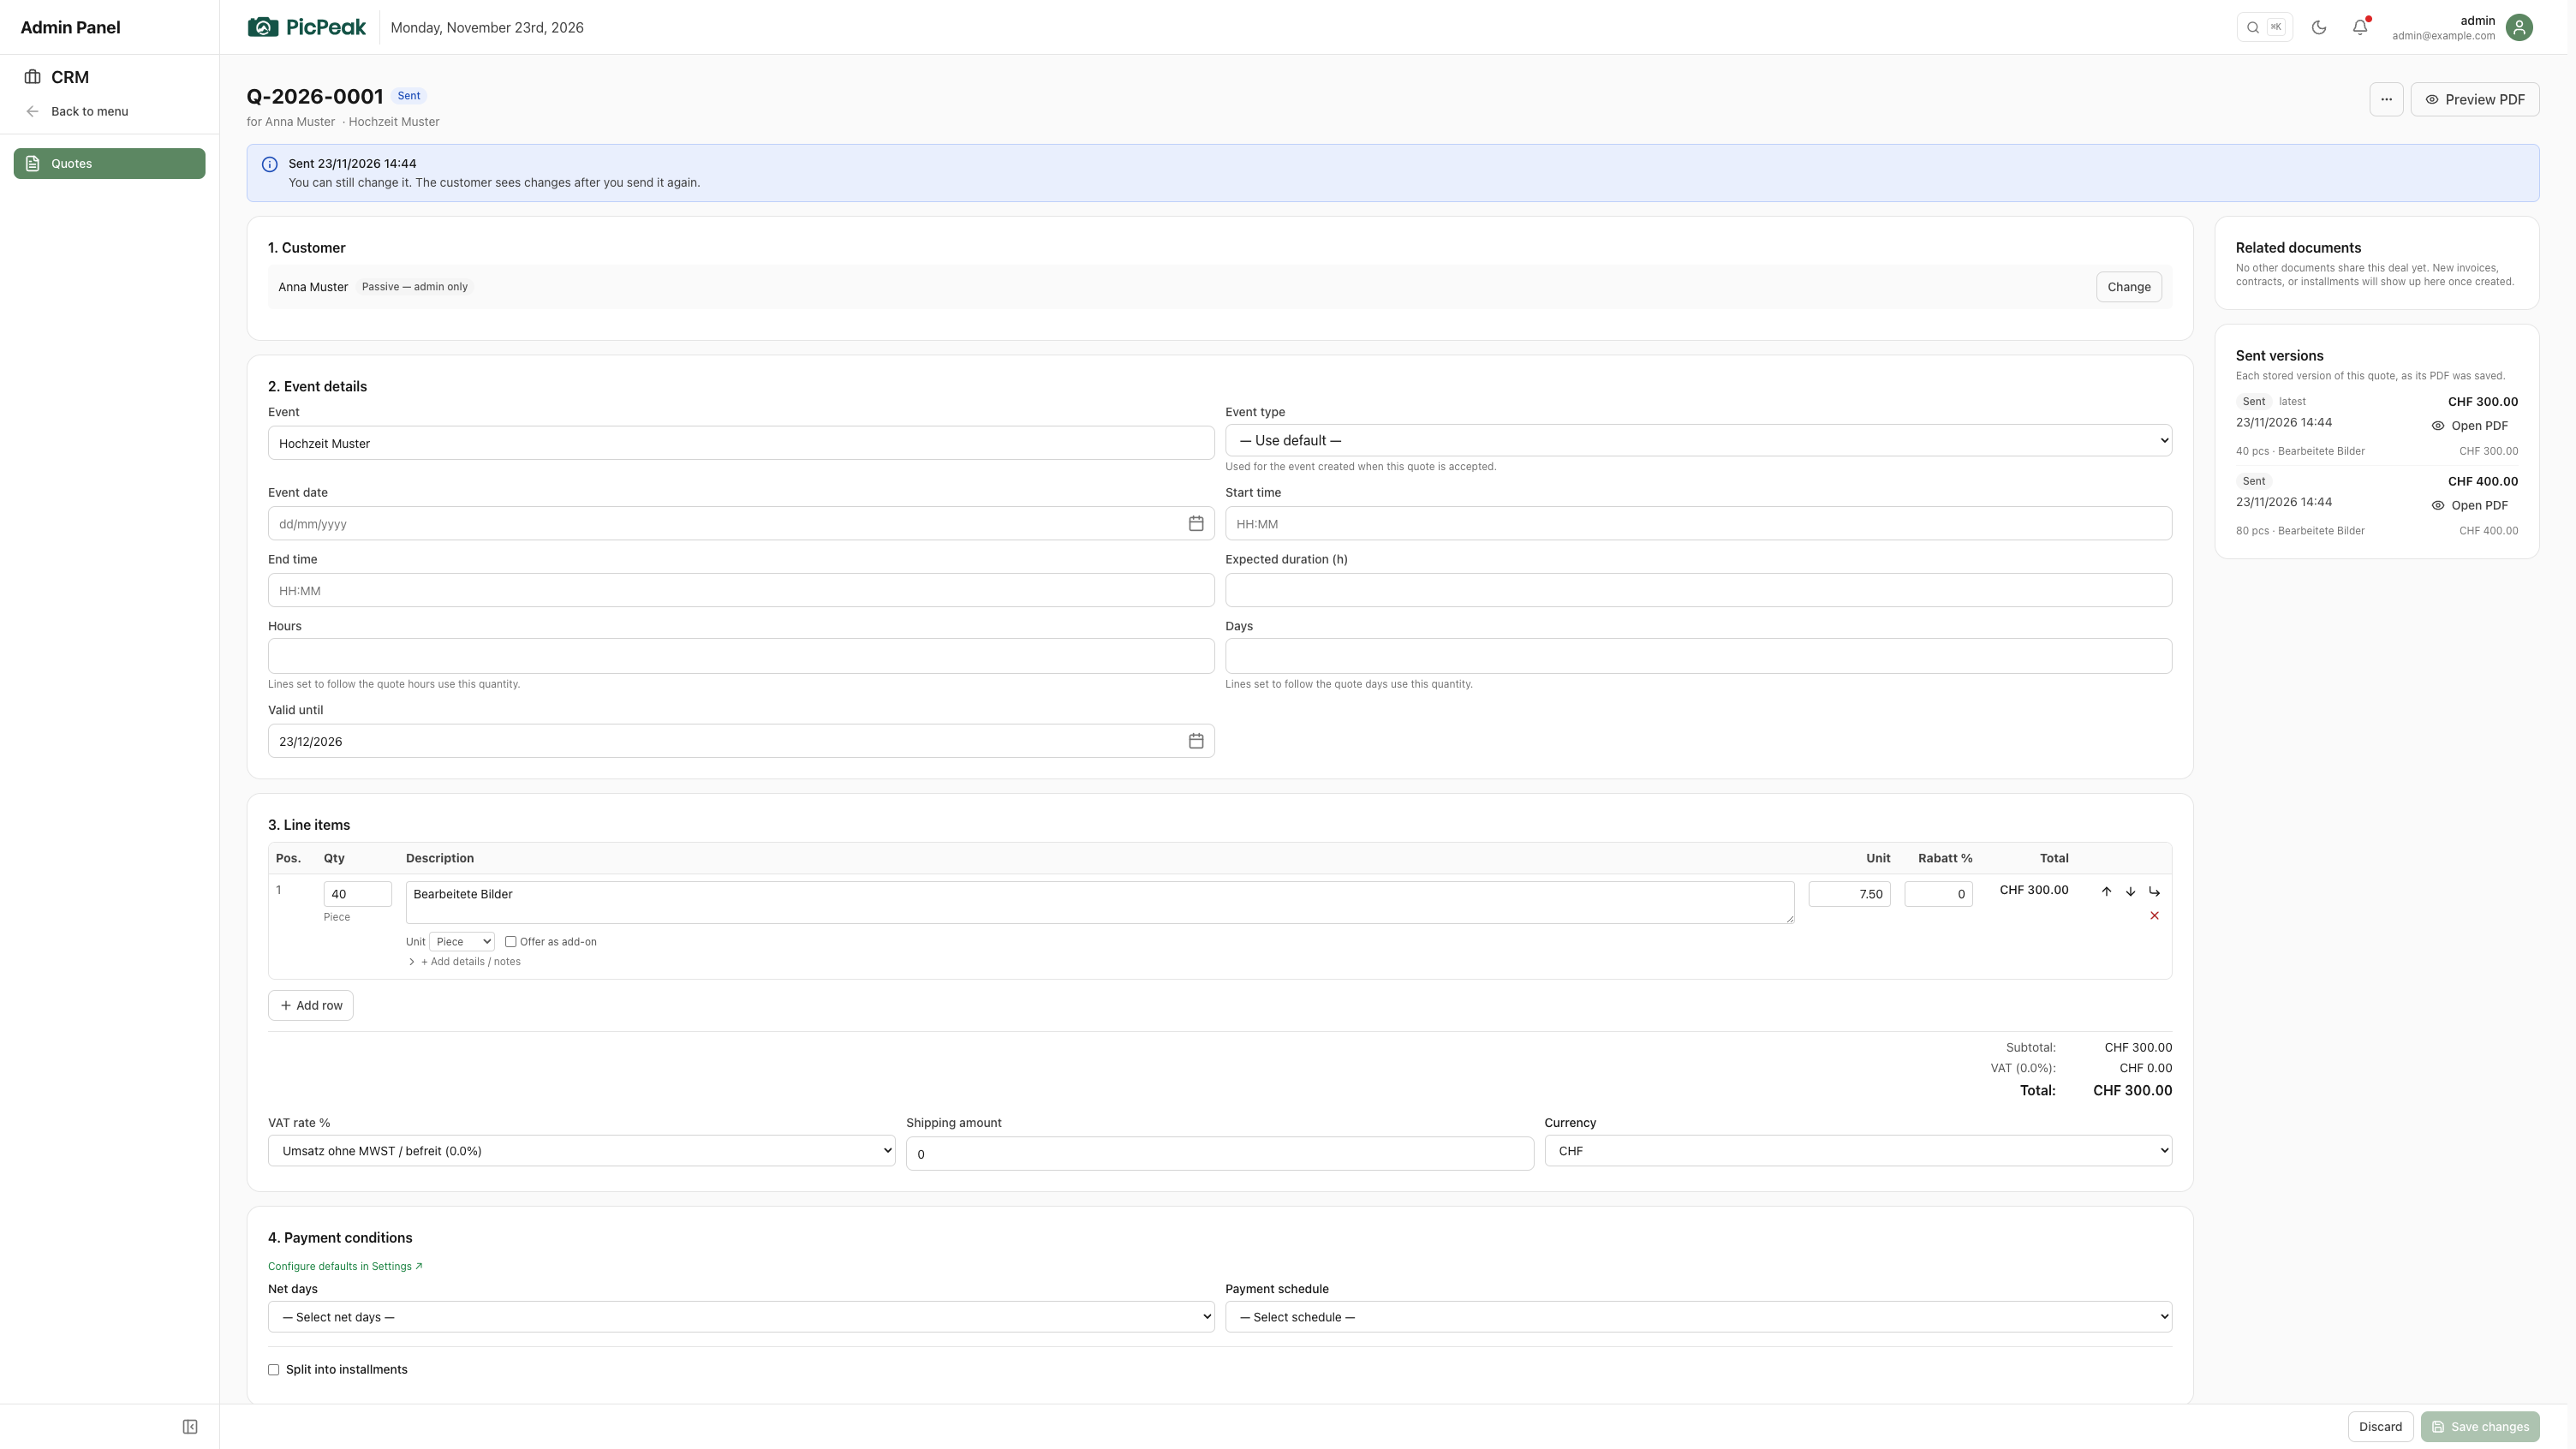 Admin Panel
PicPeak
Monday, November 23rd, 2026
⌘K
admin
admin@example.com
CRM
Back to menu
Quotes
Q-2026-0001 Sent
for Anna Muster · Hochzeit Muster
Preview PDF
Sent 23/11/2026 14:44
You can still change it. The customer sees changes after you send it again.
1. Customer
Anna Muster Passive — admin only
Change
2. Event details
Event
Hochzeit Muster
Event type
— Use default —
Used for the event created when this quote is accepted.
Event date
dd/mm/yyyy
Start time
HH:MM
End time
HH:MM
Expected duration (h)
Hours
Lines set to follow the quote hours use this quantity.
Days
Lines set to follow the quote days use this quantity.
Valid until
23/12/2026
3. Line items
Pos. Qty Description Unit Rabatt % Total
1 40 Bearbeitete Bilder 7.50 0 CHF 300.00
Piece
Unit Piece Offer as add-on
+ Add details / notes
Add row
Subtotal: CHF 300.00
VAT (0.0%): CHF 0.00
Total: CHF 300.00
VAT rate %
Umsatz ohne MWST / befreit (0.0%)
Shipping amount
0
Currency
CHF
4. Payment conditions
Configure defaults in Settings ↗
Net days
— Select net days —
Payment schedule
— Select schedule —
Split into installments
Related documents
No other documents share this deal yet. New invoices,
contracts, or installments will show up here once created.
Sent versions
Each stored version of this quote, as its PDF was saved.
Sent latest CHF 300.00
23/11/2026 14:44 Open PDF
40 pcs · Bearbeitete Bilder CHF 300.00
Sent CHF 400.00
23/11/2026 14:44 Open PDF
80 pcs · Bearbeitete Bilder CHF 400.00
Discard
Save changes